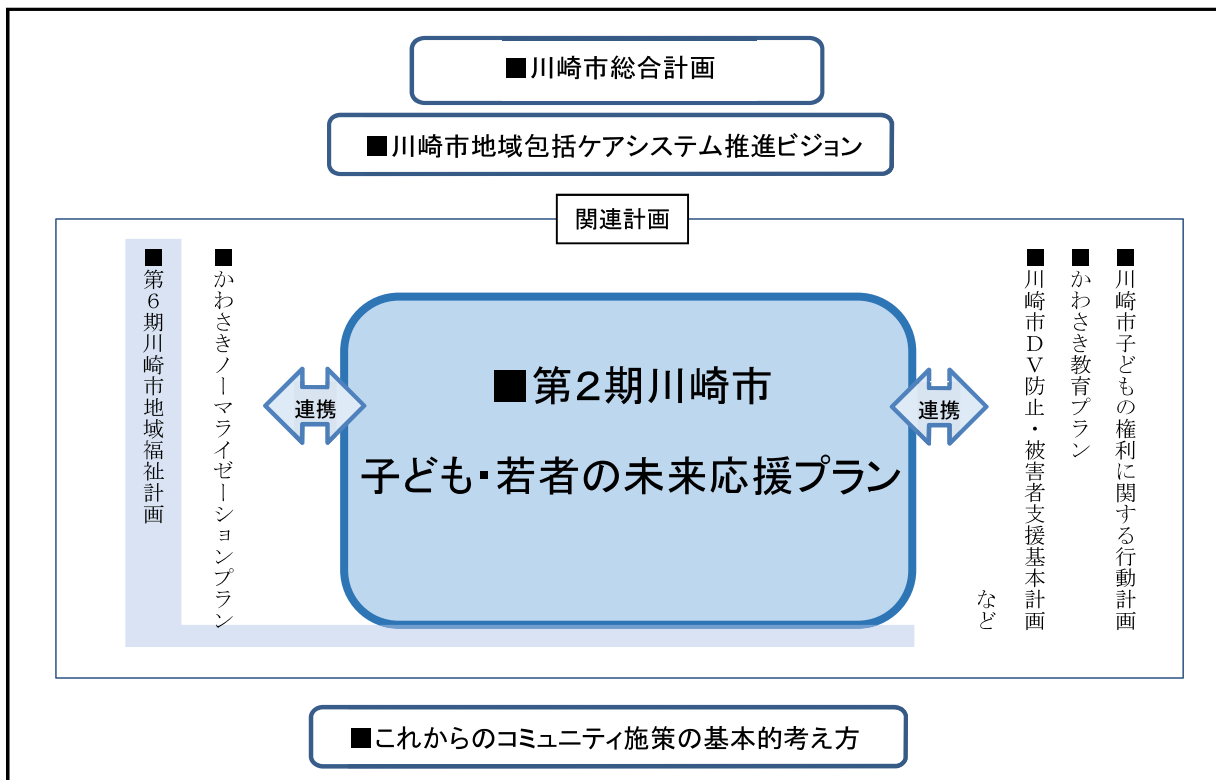 ■川崎市総合計画
■川崎市地域包括ケアシステム推進ビジョン
関連計画
■川崎市子どもの権利に関する行動計画
■かわさき教育プラン
■川崎市DV防止・被害者支援基本計画
など
連携
■第2期川崎市
子ども・若者の未来応援プラン
連携
■かわさきノーマライゼーションプラン
■第6期川崎市地域福祉計画
■これからのコミュニティ施策の基本的考え方